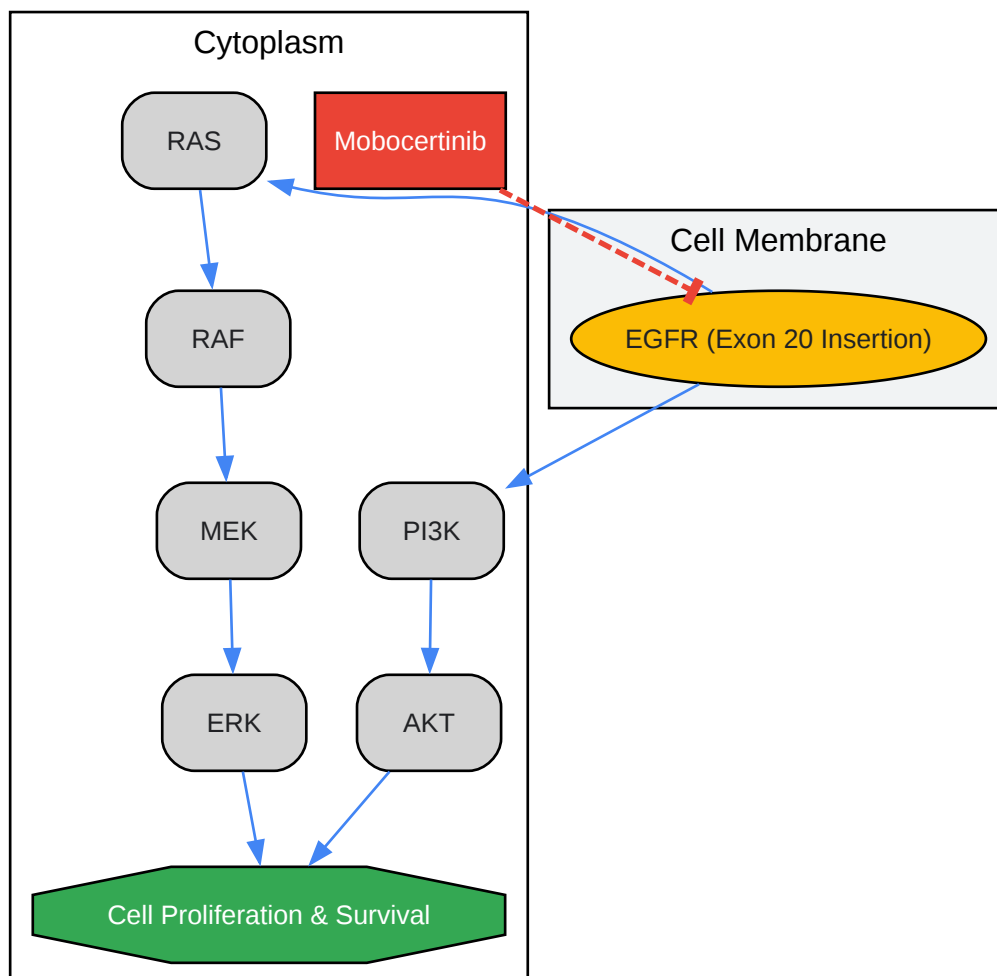 Cytoplasm
RAS
Mobocertinib
Cell Membrane
EGFR (Exon 20 Insertion)
RAF
MEK
PI3K
ERK
AKT
Cell Proliferation & Survival